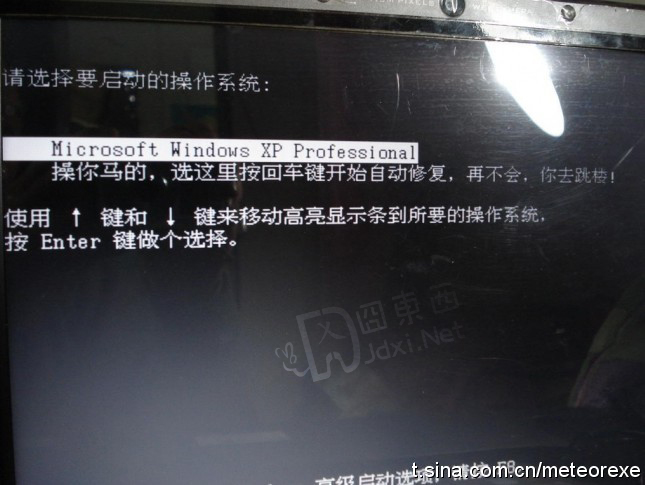 请选择要启动的操作系统:
Microsoft Windows XP Professional
操你马的, 选这里按回车键开始自动修复, 再不会, 你去跳楼!
使用 ↑ 键和 ↓ 键来移动高亮显示条到所要的操作系统,
按 Enter 键做个选择。
囧東西
Jdxi.Net
高级启动选项, 请按 F8
t.sina.com.cn/meteorexe